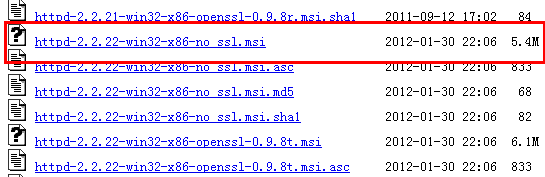 httpd-2.2.21-win32-x86-openssl-0.9.8r.msi.sha1 2011-09-12 17:02 84
httpd-2.2.22-win32-x86-no_ssl.msi 2012-01-30 22:06 5.4M
httpd-2.2.22-win32-x86-no_ssl.msi.asc 2012-01-30 22:06 833
httpd-2.2.22-win32-x86-no_ssl.msi.md5 2012-01-30 22:06 68
httpd-2.2.22-win32-x86-no_ssl.msi.sha1 2012-01-30 22:06 82
httpd-2.2.22-win32-x86-openssl-0.9.8t.msi 2012-01-30 22:06 6.1M
httpd-2.2.22-win32-x86-openssl-0.9.8t.msi.asc 2012-01-30 22:06 833